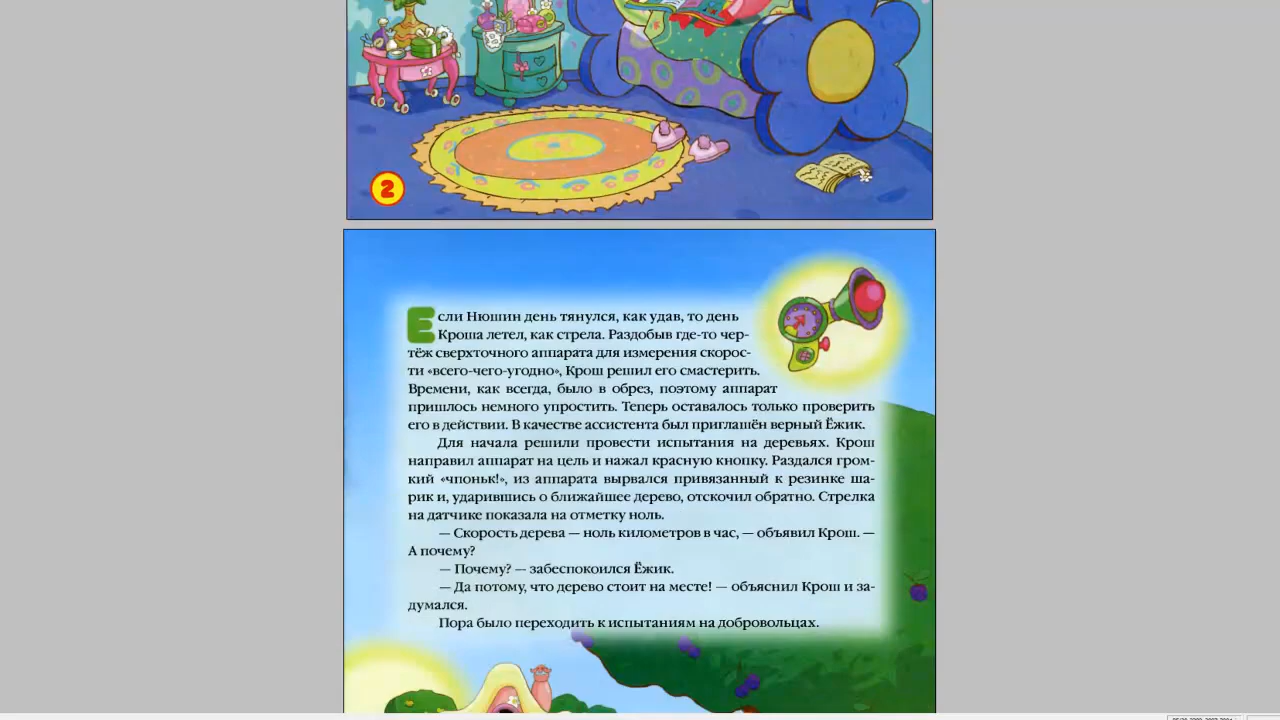 2
Если Нюшин день тянулся, как удав, то день
Кроша летел, как стрела. Раздобыв где-то чер-
тёж сверхточного аппарата для измерения скорос-
ти «всего-чего-угодно», Крош решил его смастерить.
Времени, как всегда, было в обрез, поэтому аппарат
пришлось немного упростить. Теперь оставалось только проверить
его в действии. В качестве ассистента был приглашён верный Ёжик.
Для начала решили провести испытания на деревьях. Крош
направил аппарат на цель и нажал красную кнопку. Раздался гром-
кий «чпоньк!», из аппарата вырвался привязанный к резинке ша-
рик и, ударившись о ближайшее дерево, отскочил обратно. Стрелка
на датчике показала на отметку ноль.
— Скорость дерева — ноль километров в час, — объявил Крош. —
А почему?
— Почему? — забеспокоился Ёжик.
— Да потому, что дерево стоит на месте! — объяснил Крош и за-
думался.
Пора было переходить к испытаниям на добровольцах.